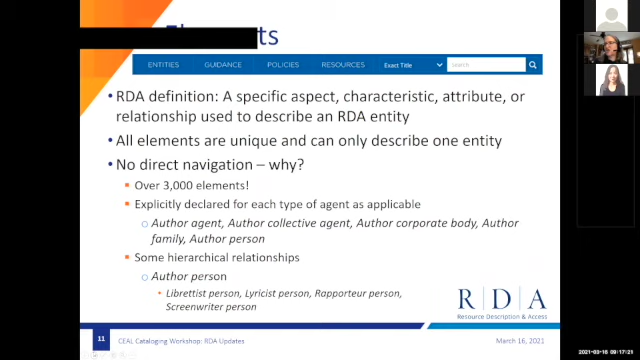 ENTITIES GUIDANCE POLICIES RESOURCES Exact Title Search
• RDA definition: A specific aspect, characteristic, attribute, or
relationship used to describe an RDA entity
• All elements are unique and can only describe one entity
• No direct navigation – why?
Over 3,000 elements!
Explicitly declared for each type of agent as applicable
Author agent, Author collective agent, Author corporate body, Author
family, Author person
Some hierarchical relationships
Author person
• Librettist person, Lyricist person, Rapporteur person,
Screenwriter person
R D A
Resource Description & Access
11 CEAL Cataloging Workshop: RDA Updates March 16, 2021
2021-03-16 09:17:21